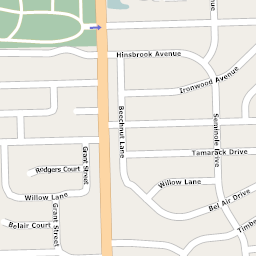 Hinsbrook Avenue
Ironwood Avenue
Beechnut Lane
Seminole Drive
Tamarack Drive
Grant Street
Rodgers Court
Willow Lane
Willow Lane
Bel Air Drive
Grant Street
Belair Court
Timbe